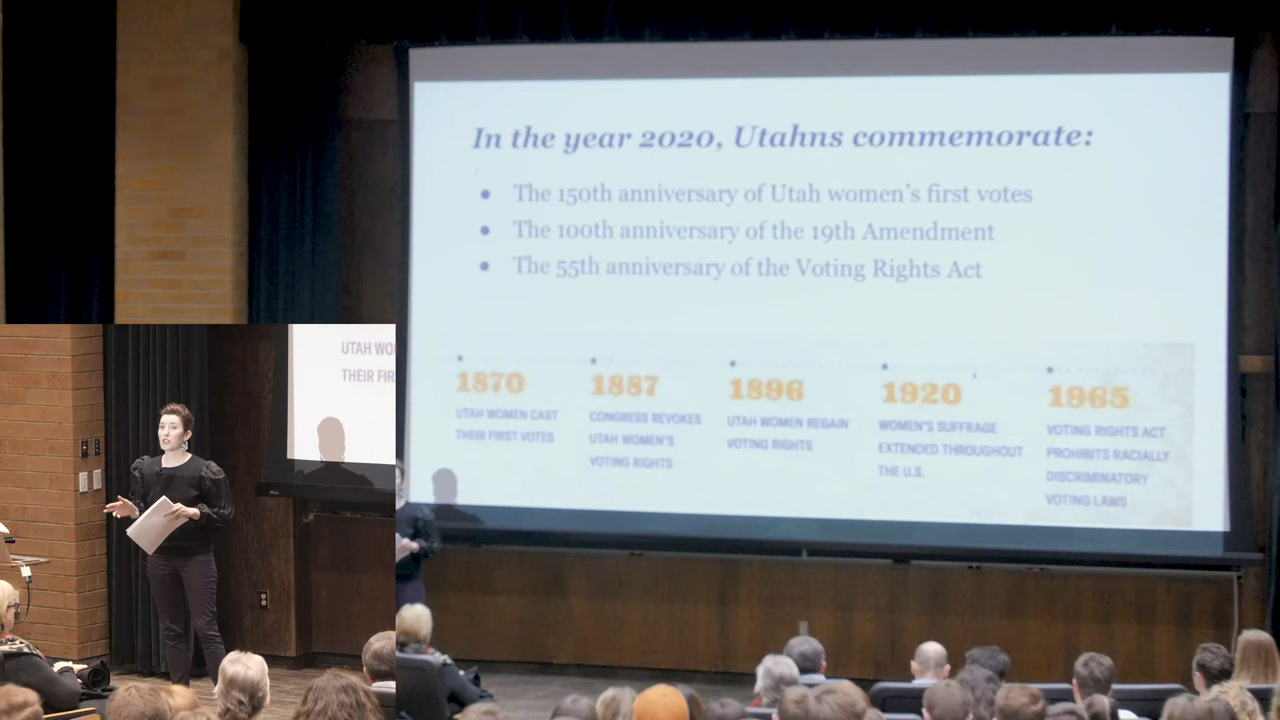 In the year 2020, Utahns commemorate:
● The 150th anniversary of Utah women's first votes
● The 100th anniversary of the 19th Amendment
● The 55th anniversary of the Voting Rights Act
1870
UTAH WOMEN CAST
THEIR FIRST VOTES
1887
CONGRESS REVOKES
UTAH WOMEN'S
VOTING RIGHTS
1896
UTAH WOMEN REGAIN
VOTING RIGHTS
1920
WOMEN'S SUFFRAGE
EXTENDED THROUGHOUT
THE U.S.
1965
VOTING RIGHTS ACT
PROHIBITS RACIALLY
DISCRIMINATORY
VOTING LAWS
UTAH WO
THEIR FIR